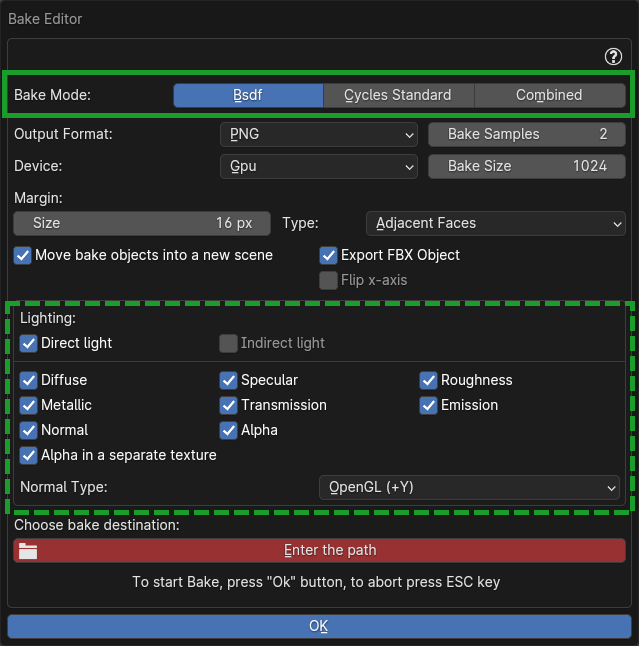 Bake Editor
?
Bake Mode: Bsdf Cycles Standard Combined
Output Format: PNG Bake Samples 2
Device: Gpu Bake Size 1024
Margin:
Size 16 px Type: Adjacent Faces
Move bake objects into a new scene Export FBX Object
Flip x-axis
Lighting:
Direct light Indirect light
Diffuse Specular Roughness
Metallic Transmission Emission
Normal Alpha
Alpha in a separate texture
Normal Type: OpenGL (+Y)
Choose bake destination:
Enter the path
To start Bake, press "Ok" button, to abort press ESC key
OK